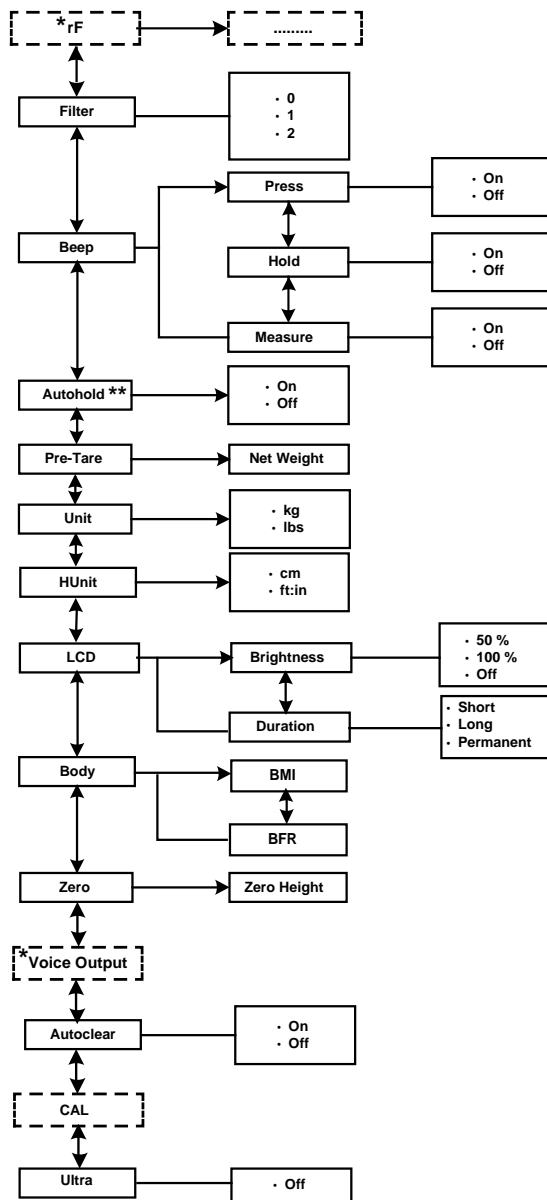 *rF
.........
Filter
· 0
· 1
· 2
Beep
Press
· On
· Off
Hold
· On
· Off
Measure
· On
· Off
Autohold **
· On
· Off
Pre-Tare
Net Weight
Unit
· kg
· lbs
HUnit
· cm
· ft:in
LCD
Brightness
· 50 %
· 100 %
· Off
Duration
· Short
· Long
· Permanent
Body
BMI
BFR
Zero
Zero Height
*Voice Output
Autoclear
· On
· Off
CAL
Ultra
· Off